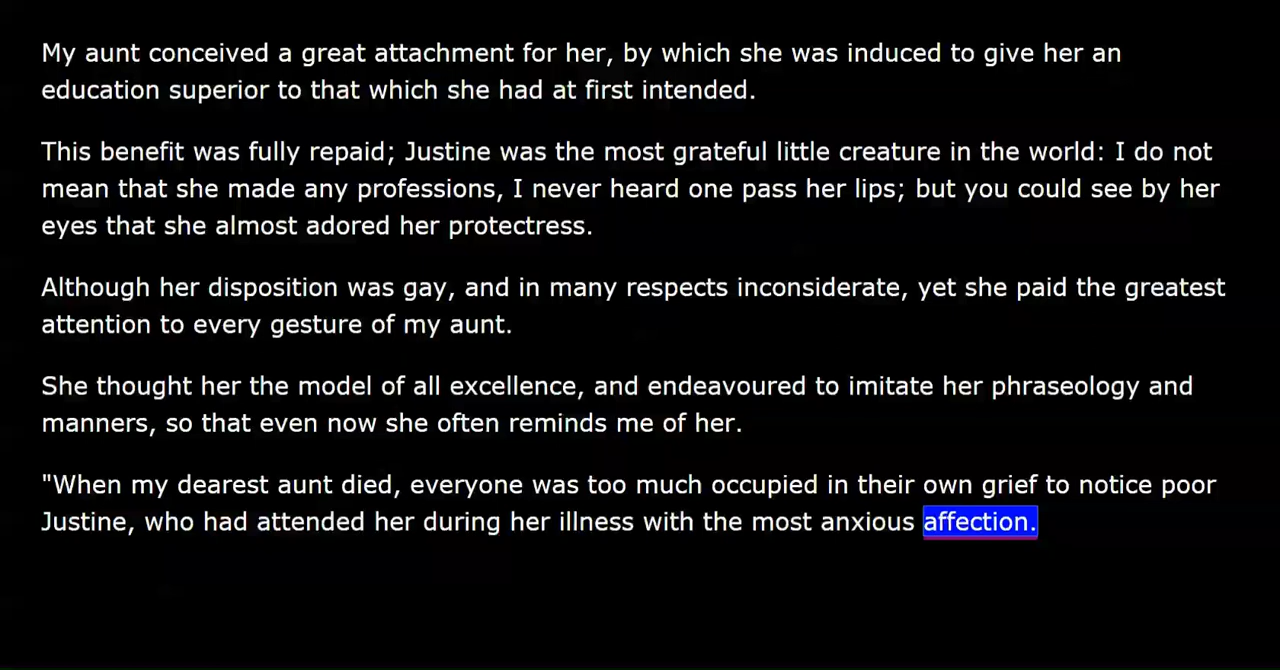 My aunt conceived a great attachment for her, by which she was induced to give her an
education superior to that which she had at first intended.
This benefit was fully repaid; Justine was the most grateful little creature in the world: I do not
mean that she made any professions, I never heard one pass her lips; but you could see by her
eyes that she almost adored her protectress.
Although her disposition was gay, and in many respects inconsiderate, yet she paid the greatest
attention to every gesture of my aunt.
She thought her the model of all excellence, and endeavoured to imitate her phraseology and
manners, so that even now she often reminds me of her.
"When my dearest aunt died, everyone was too much occupied in their own grief to notice poor
Justine, who had attended her during her illness with the most anxious affection.